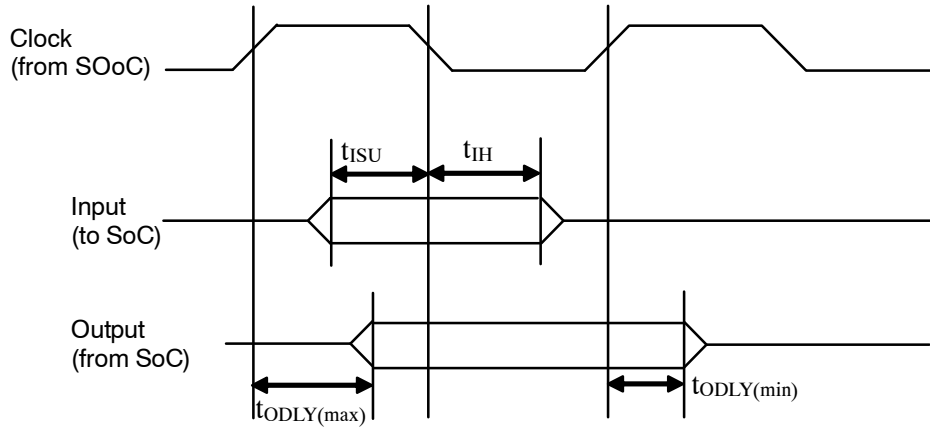 Clock
(from SOoC)
tISU
tIH
Input
(to SoC)
Output
(from SoC)
tODLY(max)
tODLY(min)